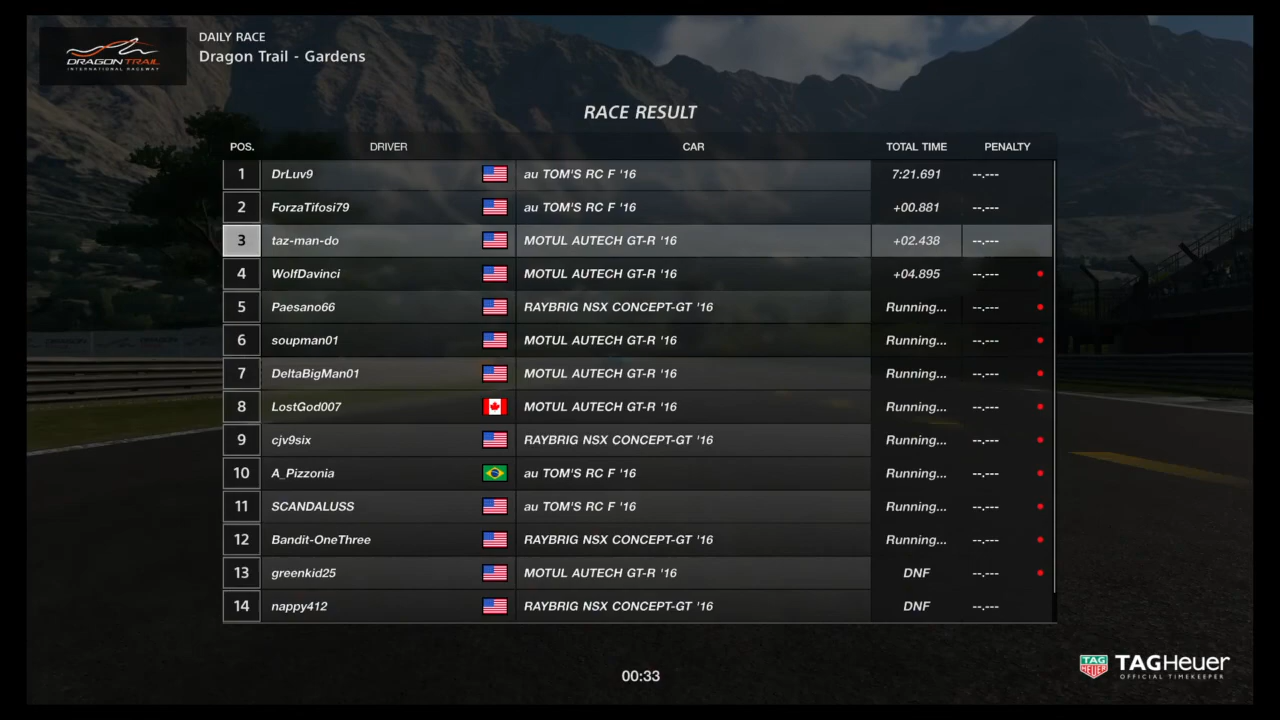 DRAGON TRAIL
INTERNATIONAL RACEWAY
DAILY RACE
Dragon Trail - Gardens
RACE RESULT
POS. DRIVER CAR TOTAL TIME PENALTY
1 DrLuv9 au TOM'S RC F '16 7:21.691 --.---
2 ForzaTifosi79 au TOM'S RC F '16 +00.881 --.---
3 taz-man-do MOTUL AUTECH GT-R '16 +02.438 --.---
4 WolfDavinci MOTUL AUTECH GT-R '16 +04.895 --.---
5 Paesano66 RAYBRIG NSX CONCEPT-GT '16 Running... --.---
6 soupman01 MOTUL AUTECH GT-R '16 Running... --.---
7 DeltaBigMan01 MOTUL AUTECH GT-R '16 Running... --.---
8 LostGod007 MOTUL AUTECH GT-R '16 Running... --.---
9 cjv9six RAYBRIG NSX CONCEPT-GT '16 Running... --.---
10 A_Pizzonia au TOM'S RC F '16 Running... --.---
11 SCANDALUSS au TOM'S RC F '16 Running... --.---
12 Bandit-OneThree RAYBRIG NSX CONCEPT-GT '16 Running... --.---
13 greenkid25 MOTUL AUTECH GT-R '16 DNF --.---
14 nappy412 RAYBRIG NSX CONCEPT-GT '16 DNF --.---
00:33
TAG HEUER TAGHeuer
OFFICIAL TIMEKEEPER